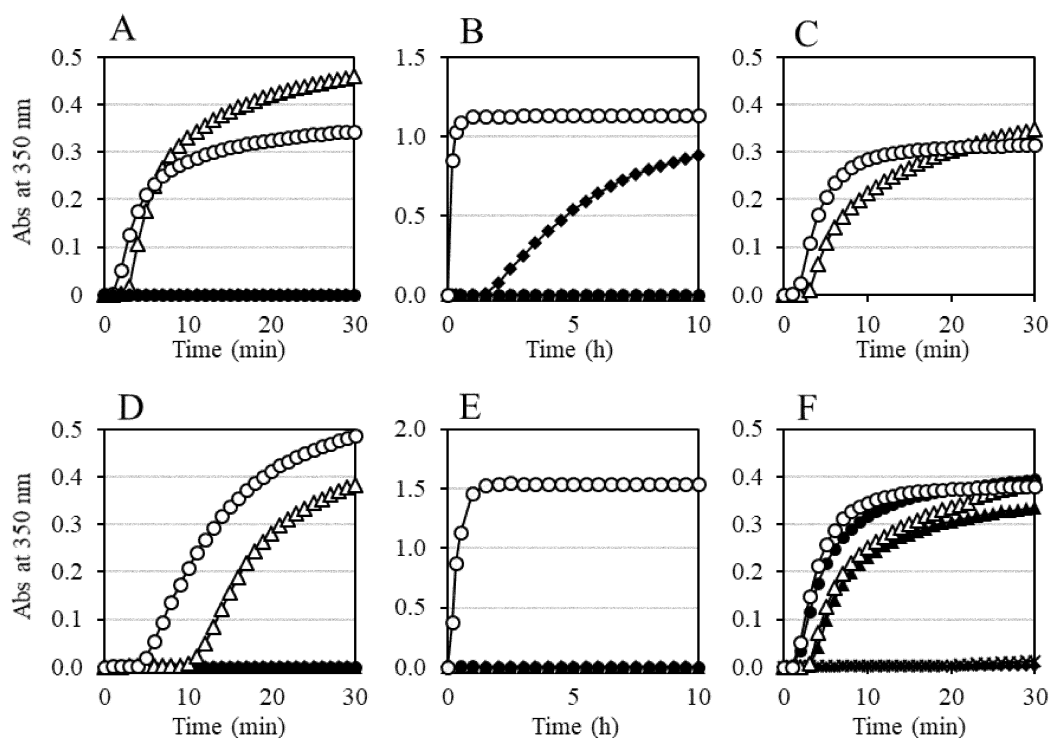 A B C
Abs at 350 nm
0.5 1.5 0.5
0.4 0.4
1.0
0.3 0.3
0.2 0.2
0.5
0.1 0.1
0 0.0 0.0
0 10 20 30 0 5 10 0 10 20 30
Time (min) Time (h) Time (min)
D E F
Abs at 350 nm
0.5 2.0 0.5
0.4 0.4
1.5
0.3 0.3
1.0
0.2 0.2
0.5
0.1 0.1
0.0 0.0 0.0
0 10 20 30 0 5 10 0 10 20 30
Time (min) Time (h) Time (min)